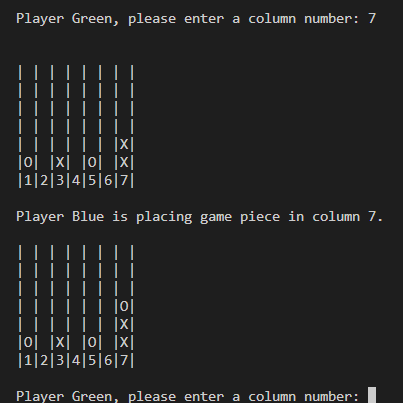 Player Green, please enter a column number: 7
| | | | | | | |
| | | | | | | |
| | | | | | | |
| | | | | | | |
| | | | | | |X|
|O| |X| |O| |X|
|1|2|3|4|5|6|7|
Player Blue is placing game piece in column 7.
| | | | | | | |
| | | | | | | |
| | | | | | | |
| | | | | | |O|
| | | | | | |X|
|O| |X| |O| |X|
|1|2|3|4|5|6|7|
Player Green, please enter a column number: